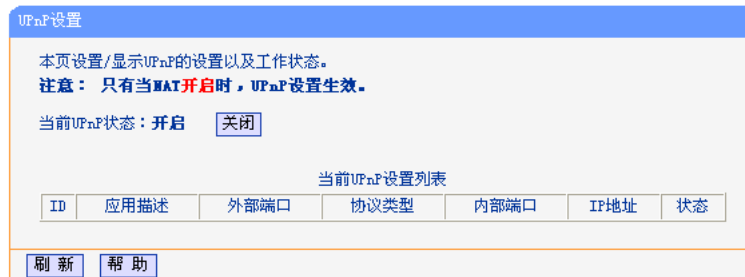 UPnP设置
本页设置/显示UPnP的设置以及工作状态。
注意： 只有当NAT开启时，UPnP设置生效。
当前UPnP状态：开启 关闭
当前UPnP设置列表
ID 应用描述 外部端口 协议类型 内部端口 IP地址 状态
刷 新 帮 助